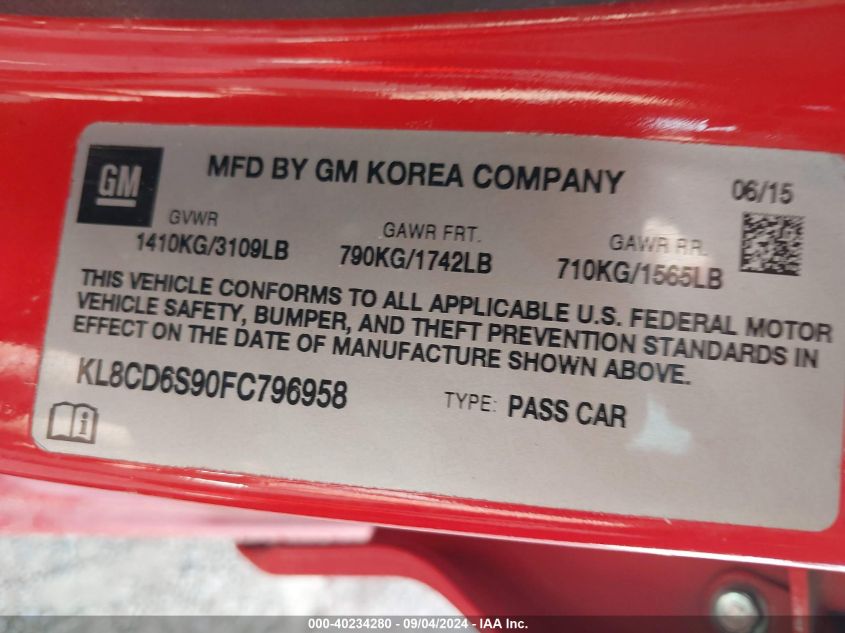 GM
MFD BY GM KOREA COMPANY
06/15
GVWR
1410KG/3109LB
GAWR FRT.
790KG/1742LB
GAWR RR.
710KG/1565LB
THIS VEHICLE CONFORMS TO ALL APPLICABLE U.S. FEDERAL MOTOR
VEHICLE SAFETY, BUMPER, AND THEFT PREVENTION STANDARDS IN
EFFECT ON THE DATE OF MANUFACTURE SHOWN ABOVE.
KL8CD6S90FC796958
TYPE: PASS CAR
i
000-40234280 - 09/04/2024 - IAA Inc.